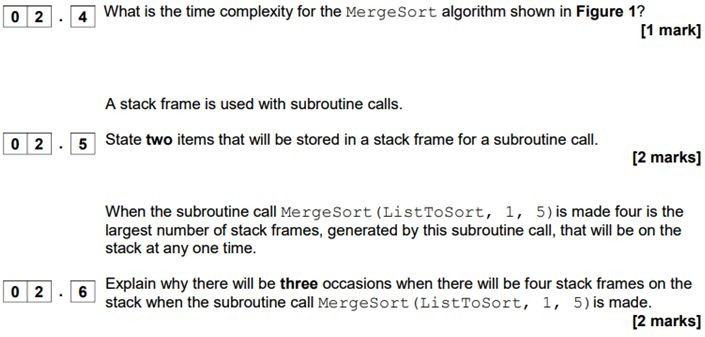 0 2 . 4 What is the time complexity for the MergeSort algorithm shown in Figure 1?
[1 mark]
A stack frame is used with subroutine calls.
0 2 . 5 State two items that will be stored in a stack frame for a subroutine call.
[2 marks]
When the subroutine call MergeSort(ListToSort, 1, 5) is made four is the
largest number of stack frames, generated by this subroutine call, that will be on the
stack at any one time.
0 2 . 6 Explain why there will be three occasions when there will be four stack frames on the
stack when the subroutine call MergeSort(ListToSort, 1, 5) is made.
[2 marks]